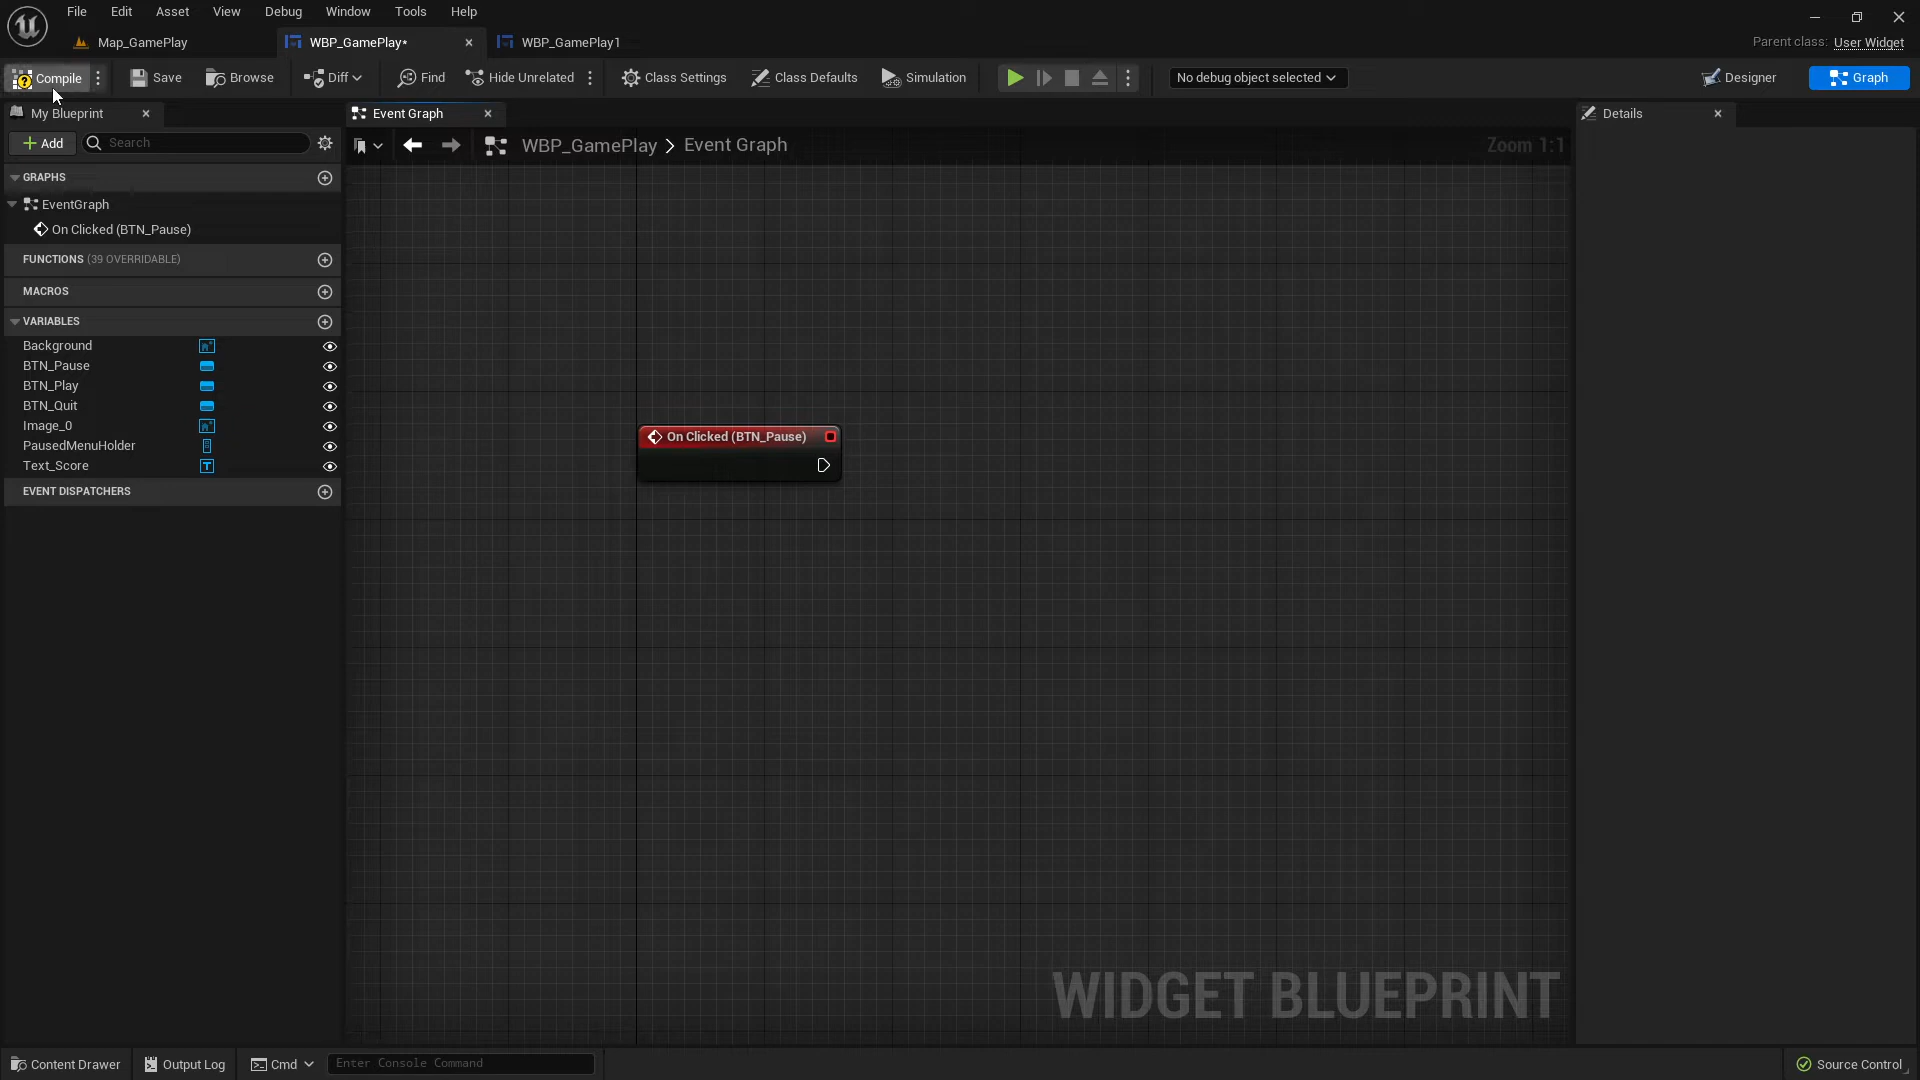 File Edit Asset View Debug Window Tools Help
Map_GamePlay WBP_GamePlay* WBP_GamePlay1 Parent class: User Widget
Compile Save Browse Diff Find Hide Unrelated Class Settings Class Defaults Simulation No debug object selected Designer Graph
My Blueprint Event Graph Details
Add Search WBP_GamePlay > Event Graph Zoom 1:1
GRAPHS
EventGraph
On Clicked (BTN_Pause)
FUNCTIONS (39 OVERRIDABLE)
MACROS
VARIABLES
Background
BTN_Pause
BTN_Play
BTN_Quit
Image_0
PausedMenuHolder
Text_Score
EVENT DISPATCHERS
On Clicked (BTN_Pause)
WIDGET BLUEPRINT
Content Drawer Output Log Cmd Enter Console Command Source Control